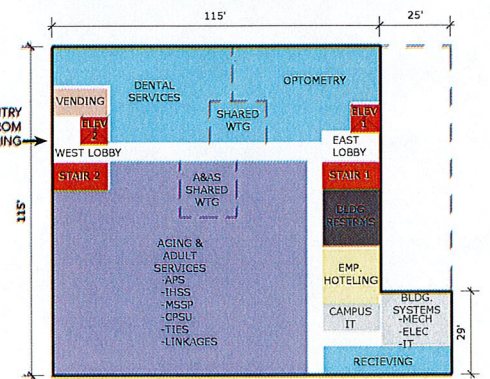 115'
25'
DENTAL
SERVICES
OPTOMETRY
VENDING
ELEV
2
SHARED
WTG
ELEV
1
TRY
ROM
ING
WEST LOBBY
EAST
LOBBY
STAIR 2
A&AS
SHARED
WTG
STAIR 1
115'
BLDG
RESTRMS
AGING &
ADULT
SERVICES
-APS
-IHSS
-MSSP
-CPSU
-TIES
-LINKAGES
EMP.
HOTELING
CAMPUS
IT
BLDG.
SYSTEMS
-MECH
-ELEC
-IT
29'
RECIEVING